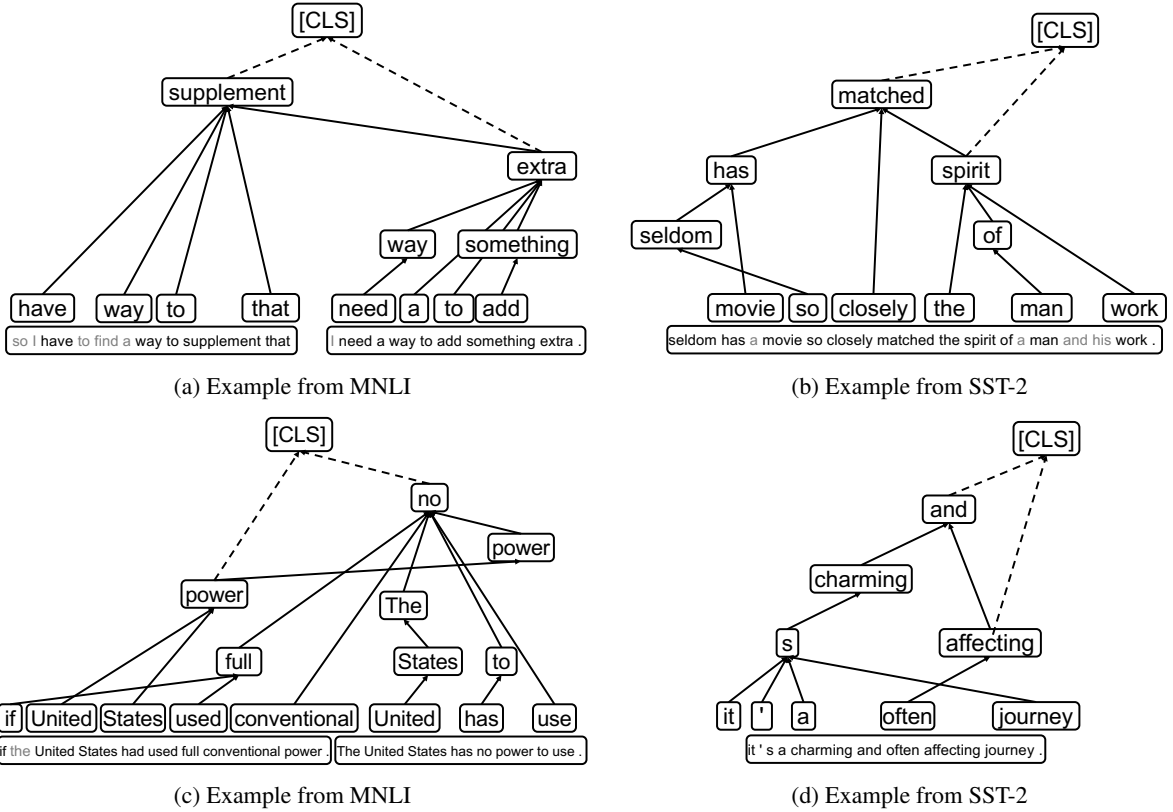 [CLS]
supplement
extra
way something
have way to that need a to add
so I have to find a way to supplement that I need a way to add something extra .
(a) Example from MNLI
[CLS]
matched
has spirit
seldom of
movie so closely the man work
seldom has a movie so closely matched the spirit of a man and his work .
(b) Example from SST-2
[CLS]
no
power
power
The
full States to
if United States used conventional United has use
if the United States had used full conventional power . The United States has no power to use .
(c) Example from MNLI
[CLS]
and
charming
s affecting
it ' a often journey
it ' s a charming and often affecting journey .
(d) Example from SST-2